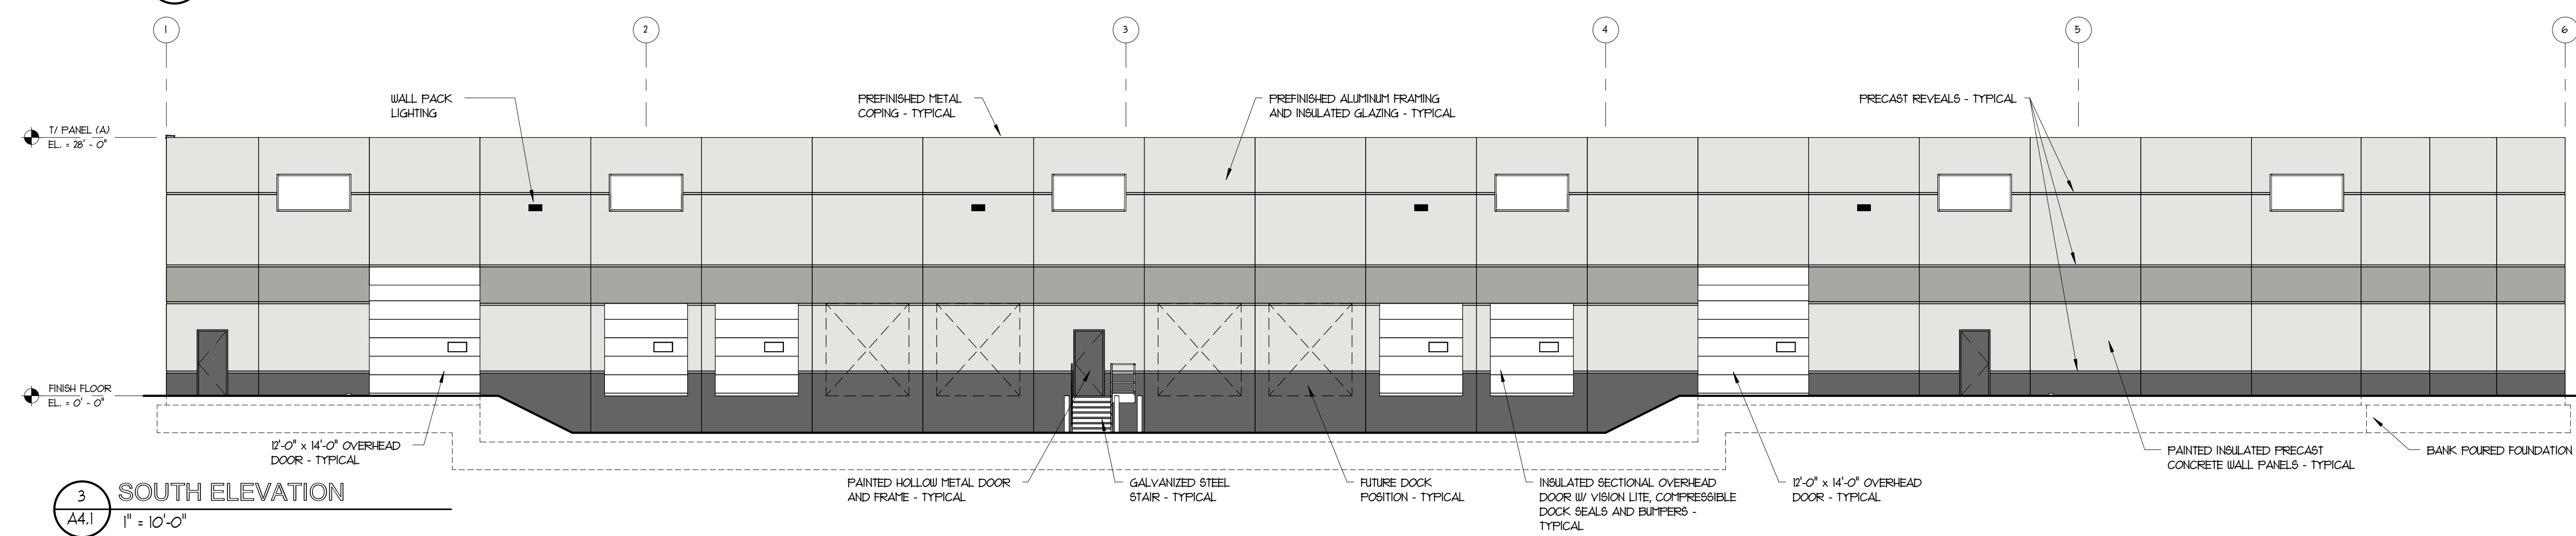 1 2 3 4 5 6
WALL PACK
LIGHTING
PREFINISHED METAL
COPING - TYPICAL
PREFINISHED ALUMINUM FRAMING
AND INSULATED GLAZING - TYPICAL
PRECAST REVEALS - TYPICAL
T/ PANEL (A)
EL. = 28' - 0"
FINISH FLOOR
EL. = 0' - 0"
12'-0" x 14'-0" OVERHEAD
DOOR - TYPICAL
PAINTED HOLLOW METAL DOOR
AND FRAME - TYPICAL
GALVANIZED STEEL
STAIR - TYPICAL
FUTURE DOCK
POSITION - TYPICAL
INSULATED SECTIONAL OVERHEAD
DOOR W/ VISION LITE, COMPRESSIBLE
DOCK SEALS AND BUMPERS -
TYPICAL
12'-0" x 14'-0" OVERHEAD
DOOR - TYPICAL
PAINTED INSULATED PRECAST
CONCRETE WALL PANELS - TYPICAL
BANK POURED FOUNDATION
3
A4.1
SOUTH ELEVATION
1" = 10'-0"